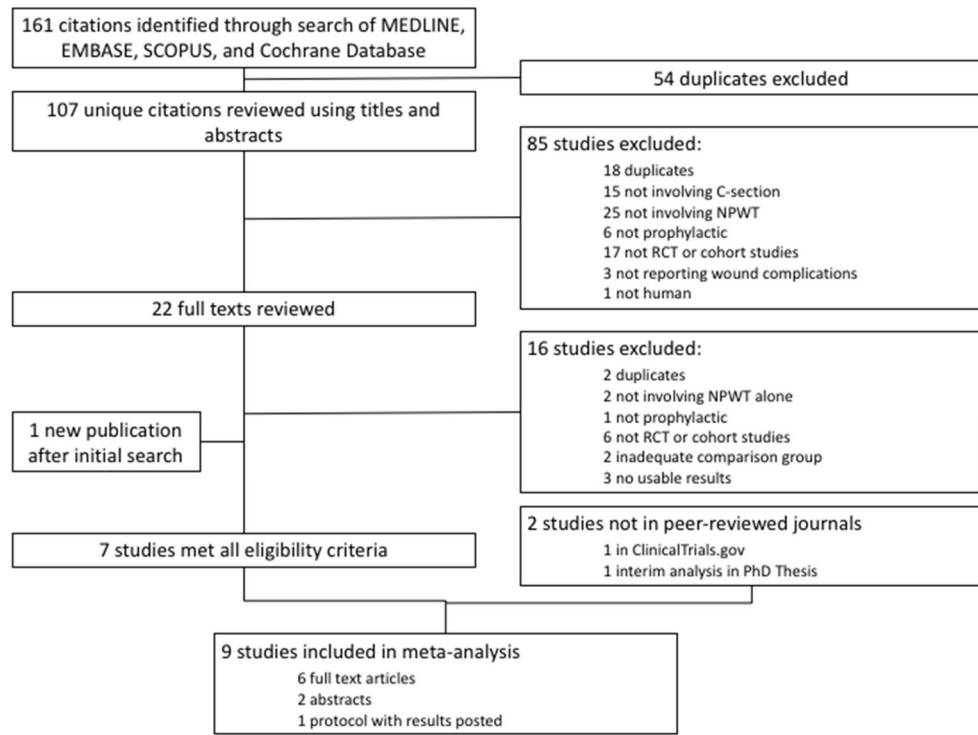 161 citations identified through search of MEDLINE,
EMBASE, SCOPUS, and Cochrane Database
54 duplicates excluded
107 unique citations reviewed using titles and
abstracts
85 studies excluded:
18 duplicates
15 not involving C-section
25 not involving NPWT
6 not prophylactic
17 not RCT or cohort studies
3 not reporting wound complications
1 not human
22 full texts reviewed
16 studies excluded:
2 duplicates
2 not involving NPWT alone
1 not prophylactic
6 not RCT or cohort studies
2 inadequate comparison group
3 no usable results
1 new publication
after initial search
2 studies not in peer-reviewed journals
1 in ClinicalTrials.gov
1 interim analysis in PhD Thesis
7 studies met all eligibility criteria
9 studies included in meta-analysis
6 full text articles
2 abstracts
1 protocol with results posted